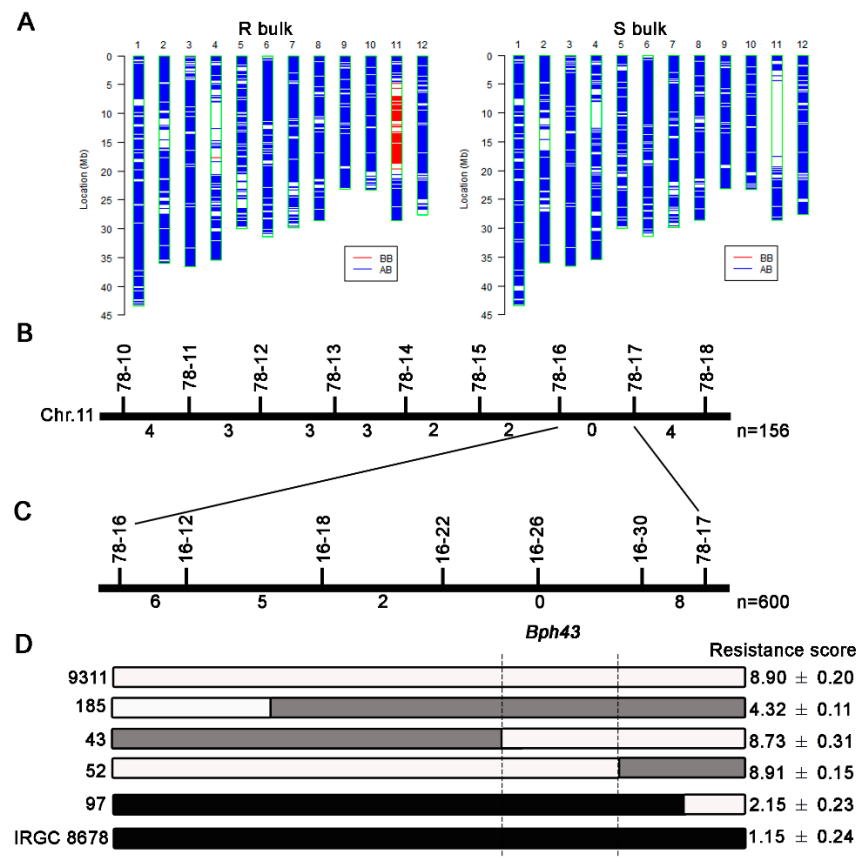 A
R bulk
S bulk
1 2 3 4 5 6 7 8 9 10 11 12
1 2 3 4 5 6 7 8 9 10 11 12
Location (Mb)
0
5
10
15
20
25
30
35
40
45
BB
AB
Location (Mb)
0
5
10
15
20
25
30
35
40
45
BB
AB
B
78-10 78-11 78-12 78-13 78-14 78-15 78-16 78-17 78-18
Chr.11
4 3 3 3 2 2 0 4 n=156
C
78-16 16-12 16-18 16-22 16-26 16-30 78-17
6 5 2 0 8 n=600
Bph43
D
Resistance score
9311 8.90 ± 0.20
185 4.32 ± 0.11
43 8.73 ± 0.31
52 8.91 ± 0.15
97 2.15 ± 0.23
IRGC 8678 1.15 ± 0.24